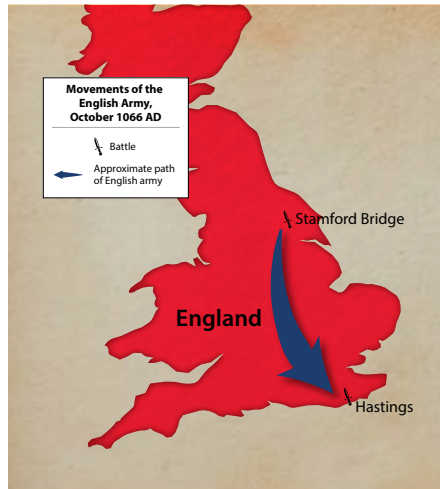 Movements of the
English Army,
October 1066 AD
Battle
Approximate path
of English army
Stamford Bridge
England
Hastings